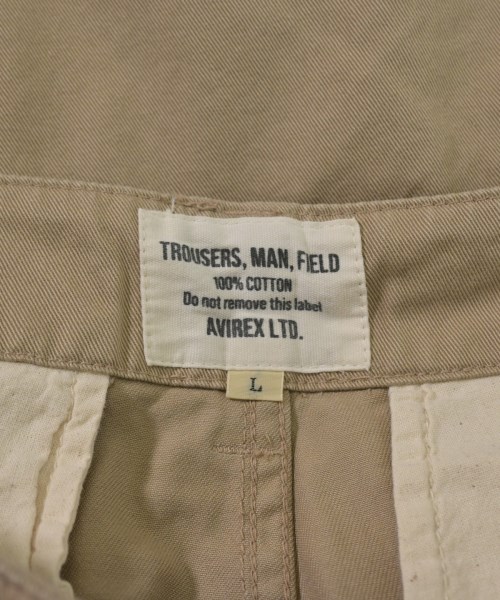 TROUSERS, MAN, FIELD
100% COTTON
Do not remove this label
AVIREX LTD.
L